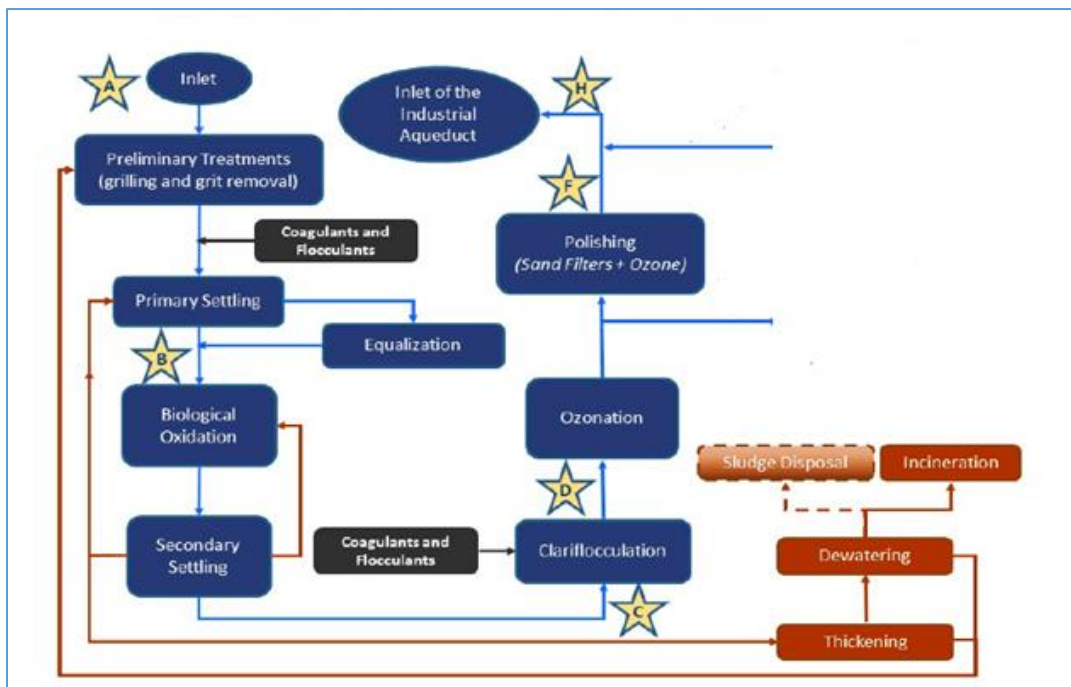 A
Inlet
Preliminary Treatments
(grilling and grit removal)
Coagulants and
Flocculants
Primary Settling
Equalization
B
Biological
Oxidation
Secondary
Settling
Coagulants and
Flocculants
Clariflocculation
C
D
Ozonation
Polishing
(Sand Filters + Ozone)
F
H
Inlet of the
Industrial
Aqueduct
Sludge Disposal
Incineration
Dewatering
Thickening